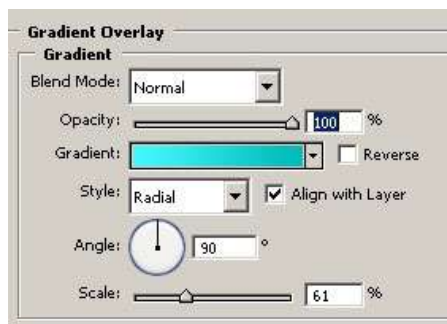 Gradient Overlay
Gradient
Blend Mode: Normal
Opacity: 100 %
Gradient: Reverse
Style: Radial Align with Layer
Angle: 90 °
Scale: 61 %